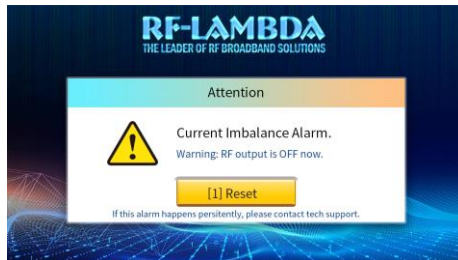 RF-LAMBDA
THE LEADER OF RF BROADBAND SOLUTIONS
Attention
Current Imbalance Alarm.
Warning: RF output is OFF now.
[1] Reset
If this alarm happens persitently, please contact tech support.